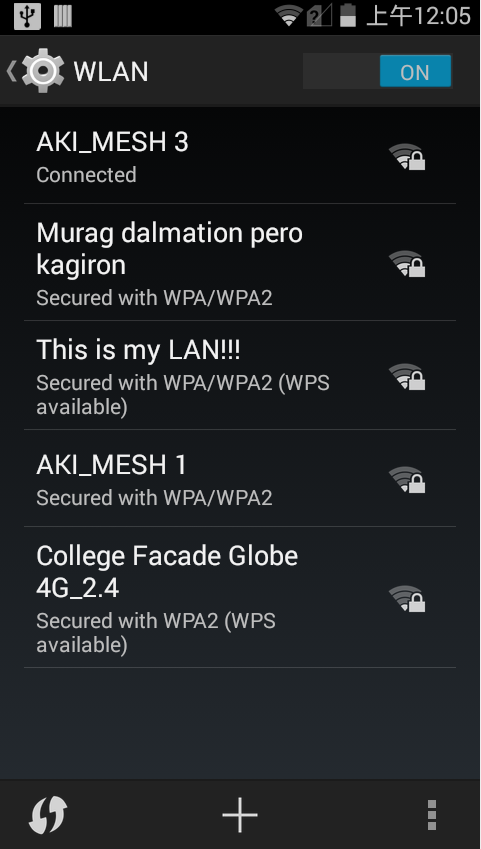 上午12:05
WLAN
ON
AKI_MESH 3
Connected
Murag dalmation pero
kagiron
Secured with WPA/WPA2
This is my LAN!!!
Secured with WPA/WPA2 (WPS
available)
AKI_MESH 1
Secured with WPA/WPA2
College Facade Globe
4G_2.4
Secured with WPA2 (WPS
available)